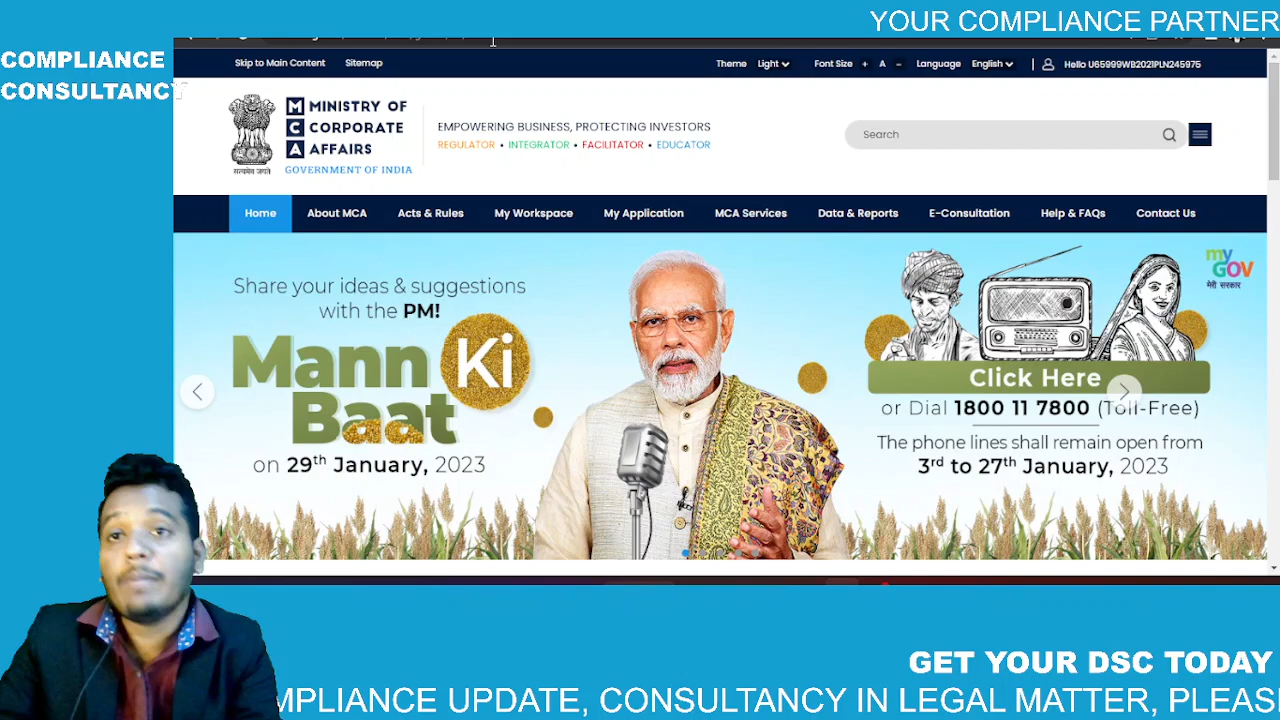 YOUR COMPLIANCE PARTNER
COMPLIANCE
CONSULTANCY
Skip to Main Content Sitemap Theme Light Font Size + A - Language English Hello U65999WB2021PLN245975
सत्यमेव जयते
MINISTRY OF
CORPORATE
AFFAIRS
GOVERNMENT OF INDIA
EMPOWERING BUSINESS, PROTECTING INVESTORS
REGULATOR • INTEGRATOR • FACILITATOR • EDUCATOR
Search
Home About MCA Acts & Rules My Workspace My Application MCA Services Data & Reports E-Consultation Help & FAQs Contact Us
Share your ideas & suggestions
with the PM!
Mann Ki
Baat
on 29th January, 2023
my
GOV
मेरी सरकार
Click Here
or Dial 1800 11 7800 (Toll-Free)
The phone lines shall remain open from
3rd to 27th January, 2023
GET YOUR DSC TODAY
MPLIANCE UPDATE, CONSULTANCY IN LEGAL MATTER, PLEAS